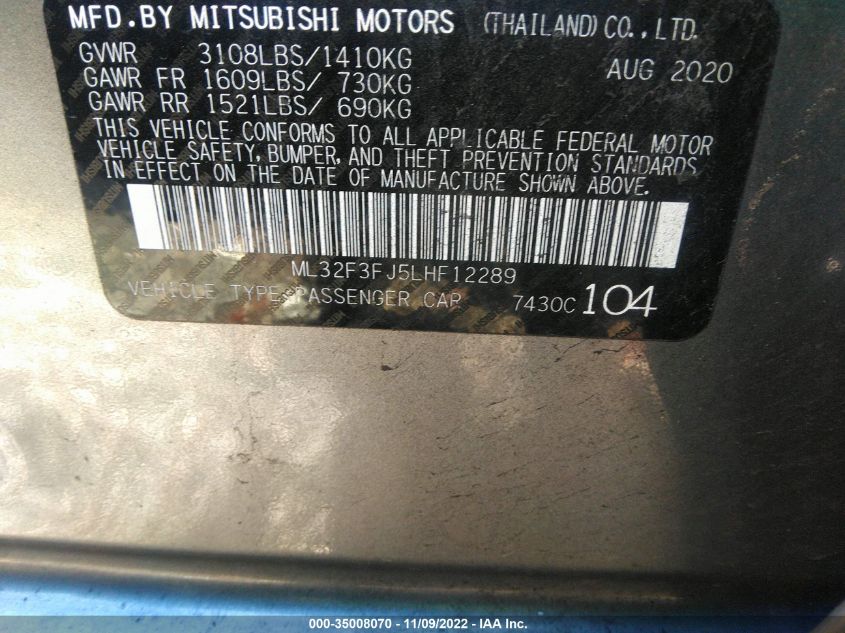 MFD.BY MITSUBISHI MOTORS (THAILAND)CO.,LTD.
GVWR 3108LBS/1410KG AUG 2020
GAWR FR 1609LBS/ 730KG
GAWR RR 1521LBS/ 690KG
THIS VEHICLE CONFORMS TO ALL APPLICABLE FEDERAL MOTOR
VEHICLE SAFETY, BUMPER, AND THEFT PREVENTION STANDARDS
IN EFFECT ON THE DATE OF MANUFACTURE SHOWN ABOVE.
ML32F3FJ5LHF12289
VEHICLE TYPE:PASSENGER CAR 7430C 104
000-35008070 - 11/09/2022 - IAA Inc.